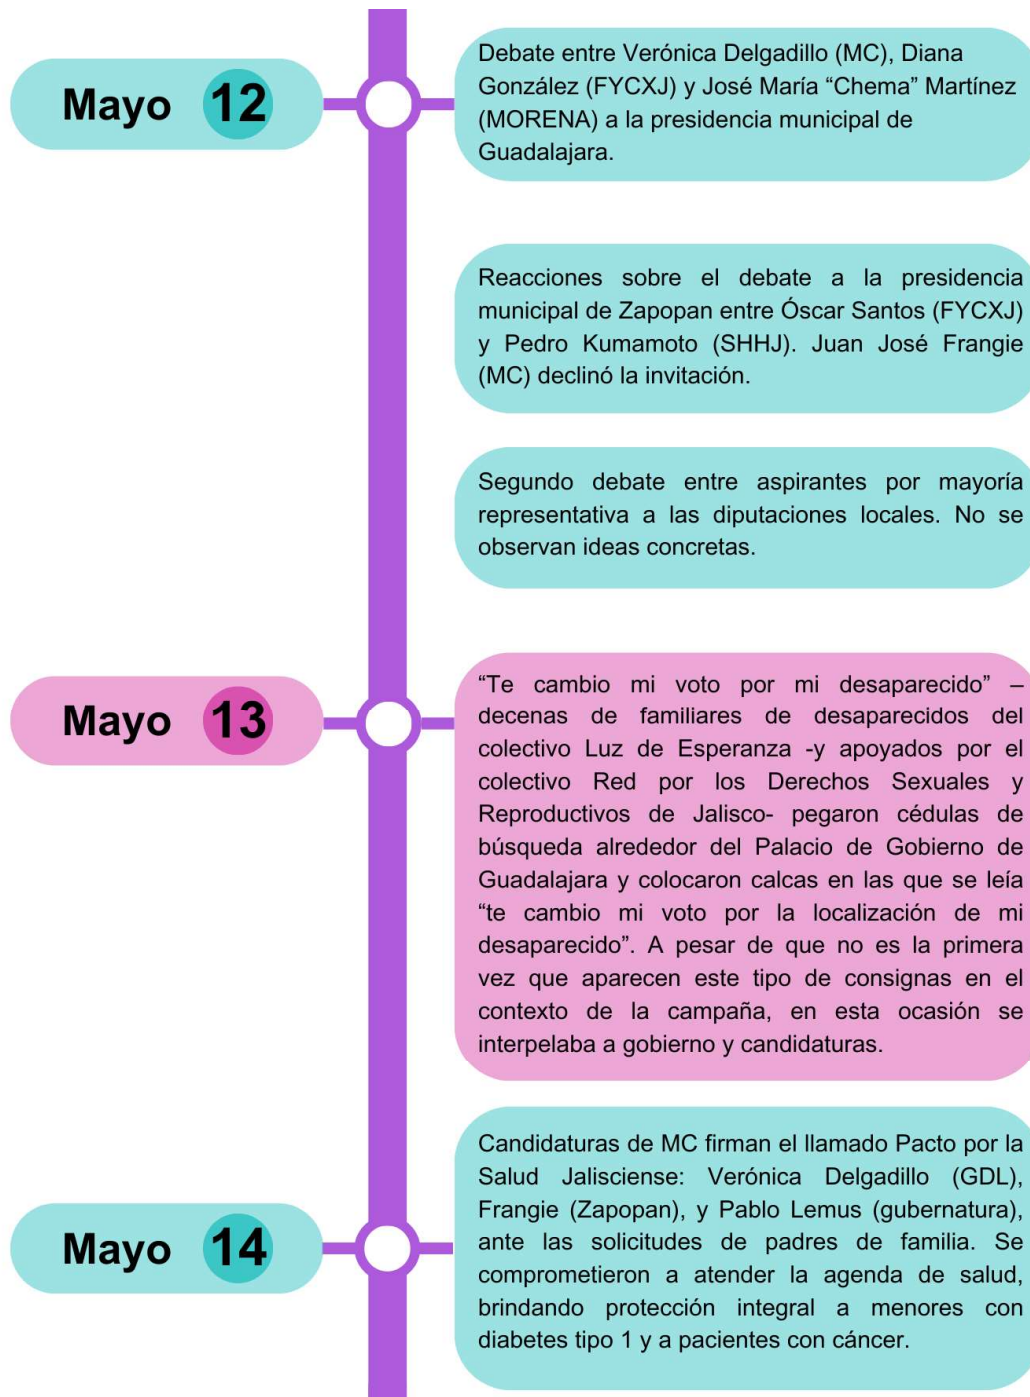 Mayo 12
Debate entre Verónica Delgadillo (MC), Diana
González (FYCXJ) y José María “Chema” Martínez
(MORENA) a la presidencia municipal de
Guadalajara.
Reacciones sobre el debate a la presidencia
municipal de Zapopan entre Óscar Santos (FYCXJ)
y Pedro Kumamoto (SHHJ). Juan José Frangie
(MC) declinó la invitación.
Segundo debate entre aspirantes por mayoría
representativa a las diputaciones locales. No se
observan ideas concretas.
Mayo 13
“Te cambio mi voto por mi desaparecido” –
decenas de familiares de desaparecidos del
colectivo Luz de Esperanza -y apoyados por el
colectivo Red por los Derechos Sexuales y
Reproductivos de Jalisco- pegaron cédulas de
búsqueda alrededor del Palacio de Gobierno de
Guadalajara y colocaron calcas en las que se leía
“te cambio mi voto por la localización de mi
desaparecido”. A pesar de que no es la primera
vez que aparecen este tipo de consignas en el
contexto de la campaña, en esta ocasión se
interpelaba a gobierno y candidaturas.
Mayo 14
Candidaturas de MC firman el llamado Pacto por la
Salud Jalisciense: Verónica Delgadillo (GDL),
Frangie (Zapopan), y Pablo Lemus (gubernatura),
ante las solicitudes de padres de familia. Se
comprometieron a atender la agenda de salud,
brindando protección integral a menores con
diabetes tipo 1 y a pacientes con cáncer.